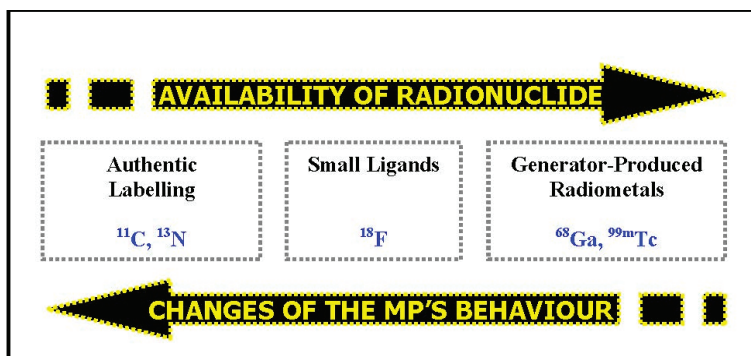 AVAILABILITY OF RADIONUCLIDE
Authentic
Labelling
¹¹C, ¹³N
Small Ligands
¹⁸F
Generator-Produced
Radiometals
⁶⁸Ga, ⁹⁹ᵐTc
CHANGES OF THE MP'S BEHAVIOUR